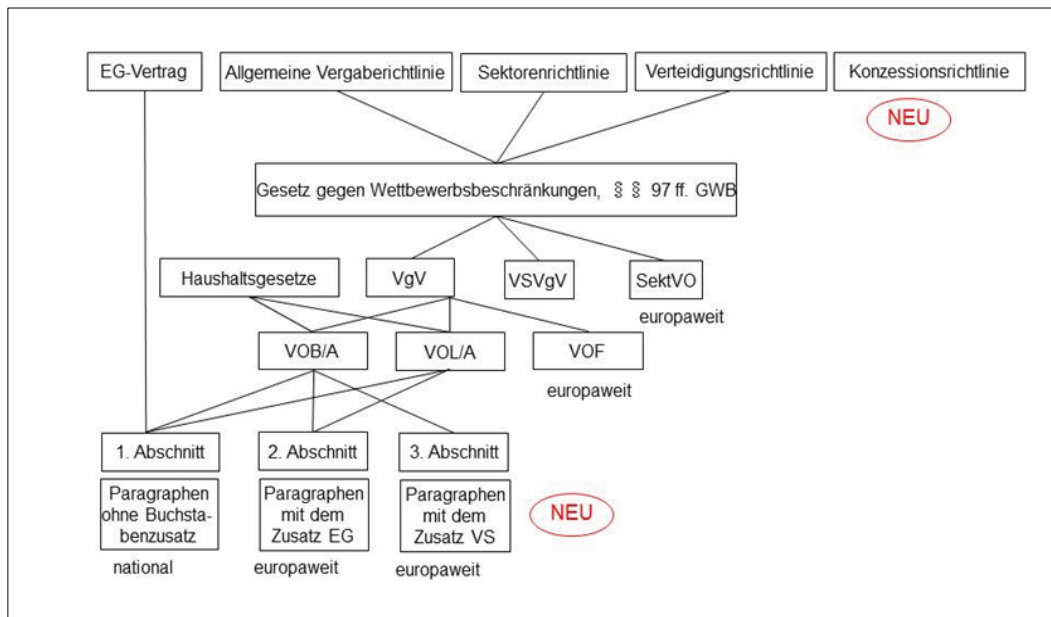 EG-Vertrag
Allgemeine Vergaberichtlinie
Sektorenrichtlinie
Verteidigungsrichtlinie
Konzessionsrichtlinie
NEU
Gesetz gegen Wettbewerbsbeschränkungen, § § 97 ff. GWB
Haushaltsgesetze
VgV
VSVgV
SektVO
europaweit
VOB/A
VOL/A
VOF
europaweit
1. Abschnitt
2. Abschnitt
3. Abschnitt
Paragraphen
ohne Buchsta-
benzusatz
Paragraphen
mit dem
Zusatz EG
Paragraphen
mit dem
Zusatz VS
NEU
national
europaweit
europaweit